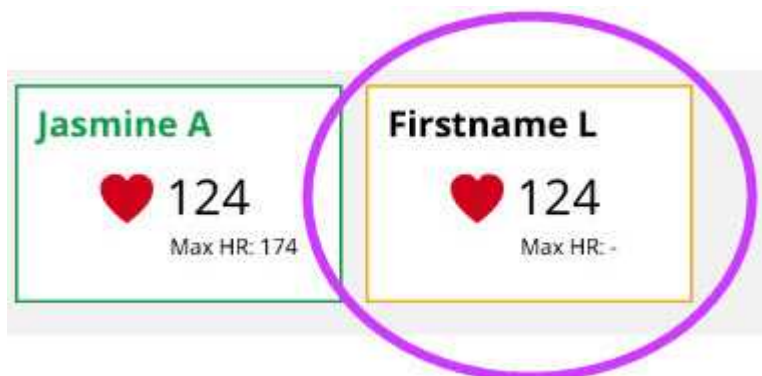 Jasmine A
124
Max HR: 174
Firstname L
124
Max HR: -